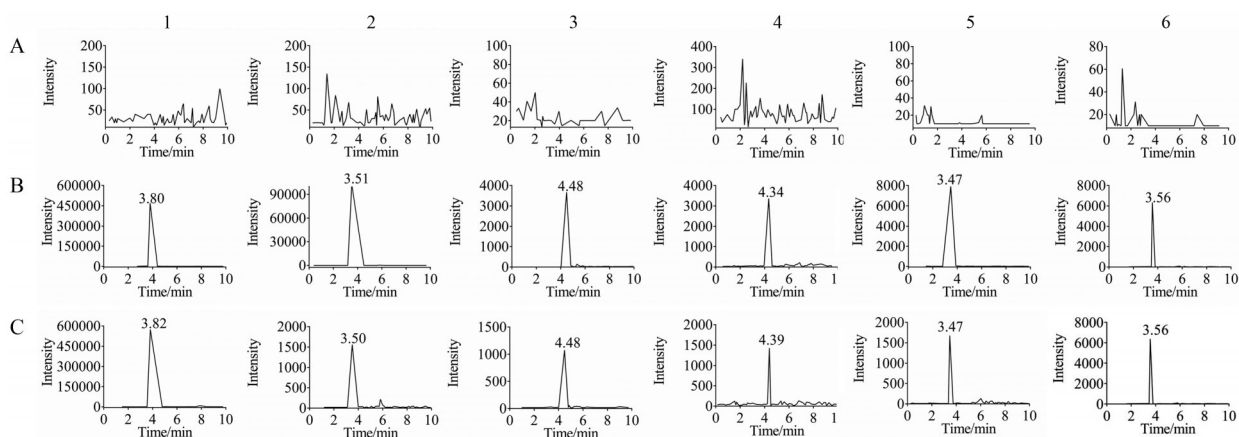 1
2
3
4
5
6
A
Intensity
200
150
100
50
0 2 4 6 8 10
Time/min
Intensity
200
150
100
50
0 2 4 6 8 10
Time/min
Intensity
100
80
60
40
20
0 2 4 6 8 10
Time/min
Intensity
400
300
200
100
0 2 4 6 8 10
Time/min
Intensity
100
80
60
40
20
0 2 4 6 8 10
Time/min
Intensity
80
60
40
20
0 2 4 6 8 10
Time/min
B
Intensity
600000
450000
300000
150000
0
3.80
0 2 4 6 8 10
Time/min
Intensity
90000
60000
30000
0
3.51
0 2 4 6 8 10
Time/min
Intensity
4000
3000
2000
1000
0
4.48
0 2 4 6 8 10
Time/min
Intensity
4000
3000
2000
1000
0
4.34
0 2 4 6 8 10
Time/min
Intensity
8000
6000
4000
2000
0
3.47
0 2 4 6 8 10
Time/min
Intensity
8000
6000
4000
2000
0
3.56
0 2 4 6 8 10
Time/min
C
Intensity
600000
450000
300000
150000
0
3.82
0 2 4 6 8 10
Time/min
Intensity
2000
1500
1000
500
0
3.50
0 2 4 6 8 10
Time/min
Intensity
1500
1000
500
0
4.48
0 2 4 6 8 10
Time/min
Intensity
2000
1500
1000
500
0
4.39
0 2 4 6 8 10
Time/min
Intensity
2000
1500
1000
500
0
3.47
0 2 4 6 8 10
Time/min
Intensity
8000
6000
4000
2000
0
3.56
0 2 4 6 8 10
Time/min